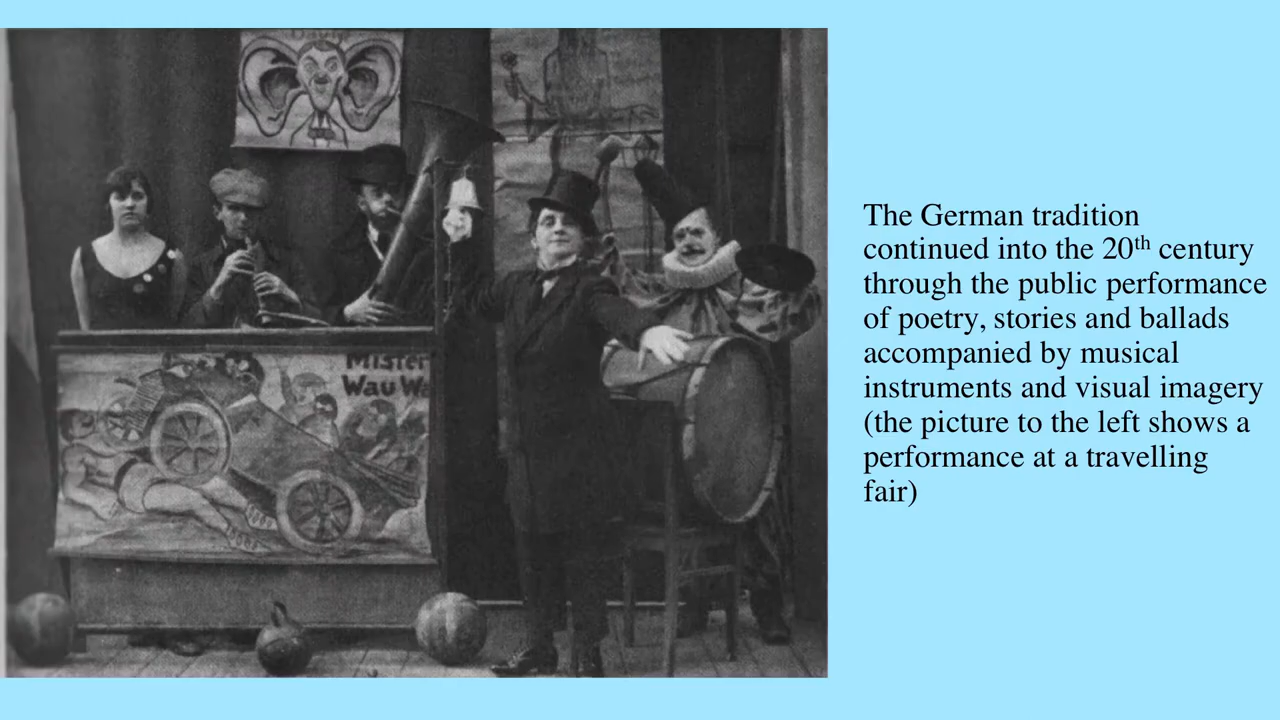 Mister
Wau Wa
The German tradition
continued into the 20th century
through the public performance
of poetry, stories and ballads
accompanied by musical
instruments and visual imagery
(the picture to the left shows a
performance at a travelling
fair)